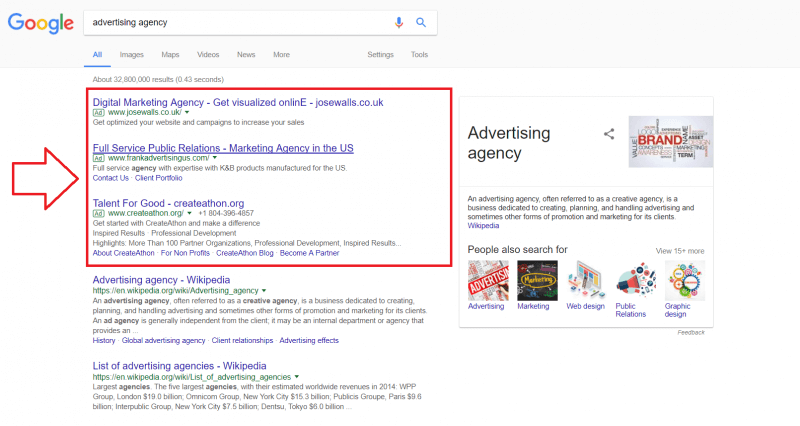 Google
advertising agency
All Images Maps Videos News More Settings Tools
About 32,800,000 results (0.43 seconds)
Digital Marketing Agency - Get visualized onlinE - josewalls.co.uk
Ad www.josewalls.co.uk/
Get optimized your website and campaigns to increase your sales
Full Service Public Relations - Marketing Agency in the US
Ad www.frankadvertisingus.com/
Full service agency with expertise with K&B products manufactured for the US.
Contact Us · Client Portfolio
Talent For Good - createathon.org
Ad www.createathon.org/ +1 804-396-4857
Get started with CreateAthon and make a difference
Inspired Results · Professional Development
Highlights: More Than 100 Partner Organizations, Professional Development, Inspired Results...
About CreateAthon · For Non Profits · CreateAthon Blog · Become A Partner
Advertising agency - Wikipedia
https://en.wikipedia.org/wiki/Advertising_agency
An advertising agency, often referred to as a creative agency, is a business dedicated to creating,
planning, and handling advertising and sometimes other forms of promotion and marketing for its clients.
An ad agency is generally independent from the client; it may be an internal department or agency that
provides an ...
History · Global advertising agency · Client relationships · Advertising effects
List of advertising agencies - Wikipedia
https://en.wikipedia.org/wiki/List_of_advertising_agencies
Largest agencies. The five largest agencies, with their estimated worldwide revenues in 2014: WPP
Group, London $19.0 billion; Omnicom Group, New York City $15.3 billion; Publicis Groupe, Paris $9.6
billion; Interpublic Group, New York City $7.5 billion; Dentsu, Tokyo $6.0 billion ...
Advertising
agency
EXPERIENCE
LOGO
ADVERTISING
VALUE
BRAND
NAME
ASSET
DESIGN
CONCEPTS
MARKETING
TERM
An advertising agency, often referred to as a creative agency, is a
business dedicated to creating, planning, and handling advertising and
sometimes other forms of promotion and marketing for its clients.
Wikipedia
People also search for View 15+ more
ADVERTISING
Marketing
Advertising Marketing Web design Public Graphic
Relations design
Feedback